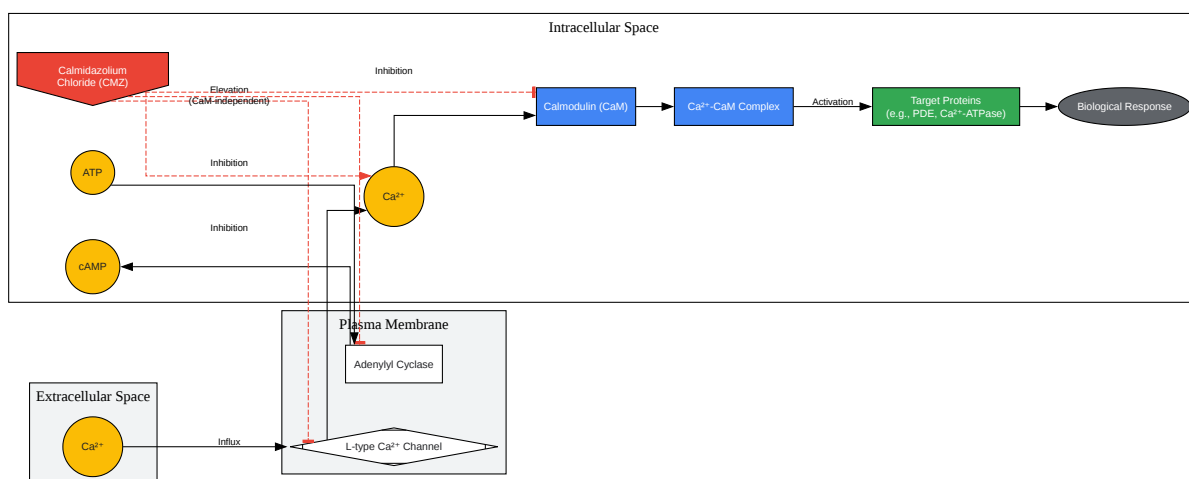 Intracellular Space
Calmidazolium
Chloride (CMZ)
Inhibition
Elevation
(CaM-independent)
Calmodulin (CaM)
Ca²⁺-CaM Complex
Activation
Target Proteins
(e.g., PDE, Ca²⁺-ATPase)
Biological Response
Inhibition
ATP
Ca²⁺
Inhibition
cAMP
Plasma Membrane
Adenylyl Cyclase
Extracellular Space
Ca²⁺
Influx
L-type Ca²⁺ Channel